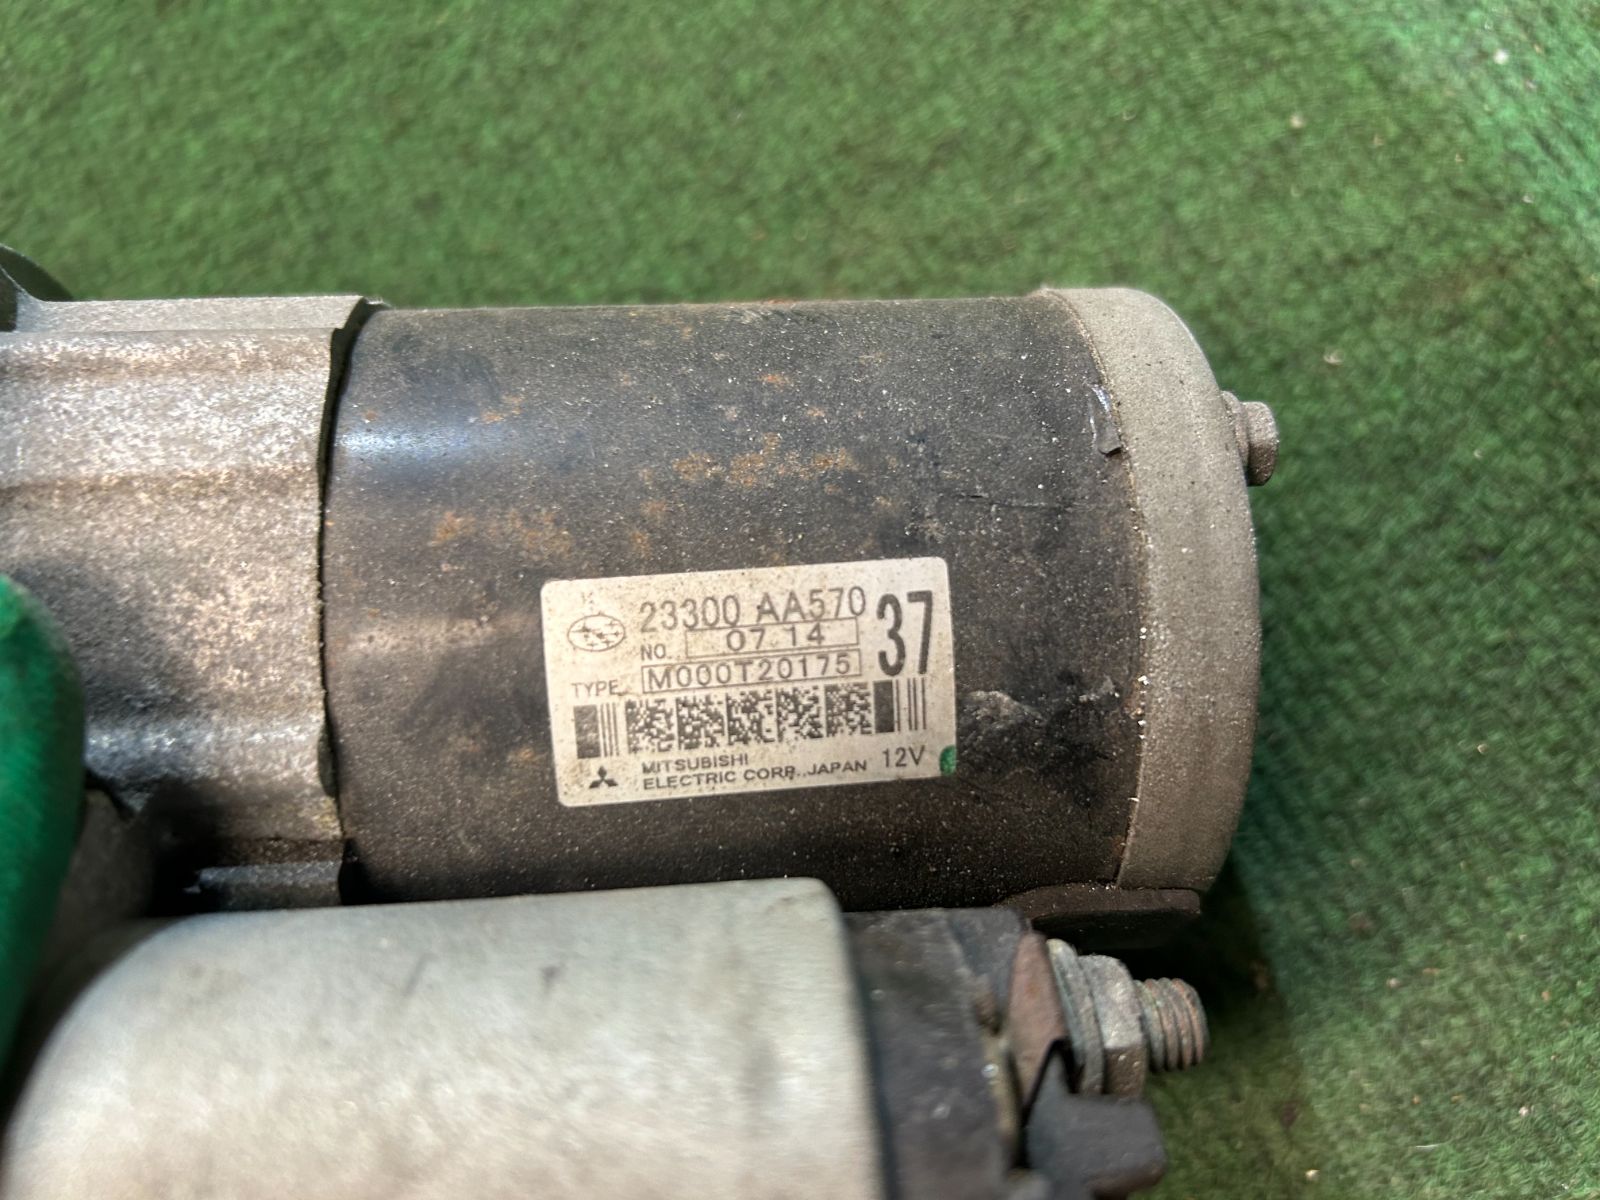 23300 AA570
NO. 07.14
37
TYPE M000T20175
MITSUBISHI
ELECTRIC CORP. JAPAN 12V